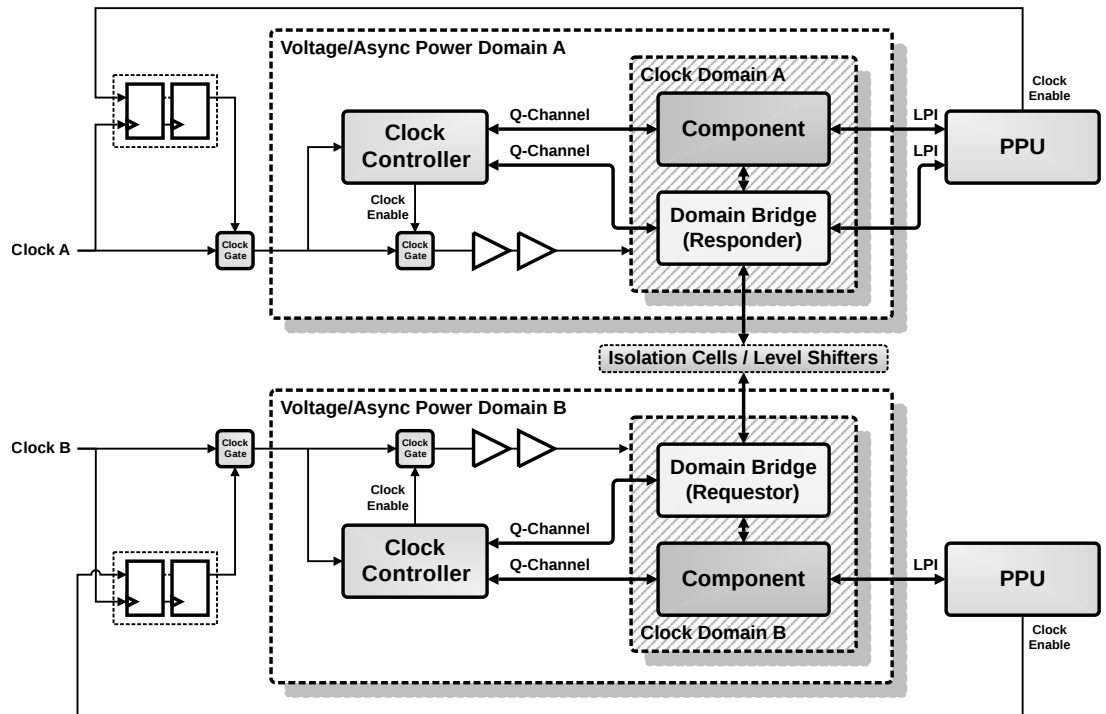 Voltage/Async Power Domain A
Clock Domain A
Clock
Enable
Q-Channel
LPI
Clock
Controller
Component
PPU
Q-Channel
LPI
Clock
Enable
Domain Bridge
(Responder)
Clock A
Clock
Gate
Clock
Gate
Isolation Cells / Level Shifters
Voltage/Async Power Domain B
Clock B
Clock
Gate
Clock
Gate
Domain Bridge
(Requestor)
Clock
Enable
Q-Channel
Clock
Controller
Q-Channel
Component
LPI
PPU
Clock Domain B
Clock
Enable